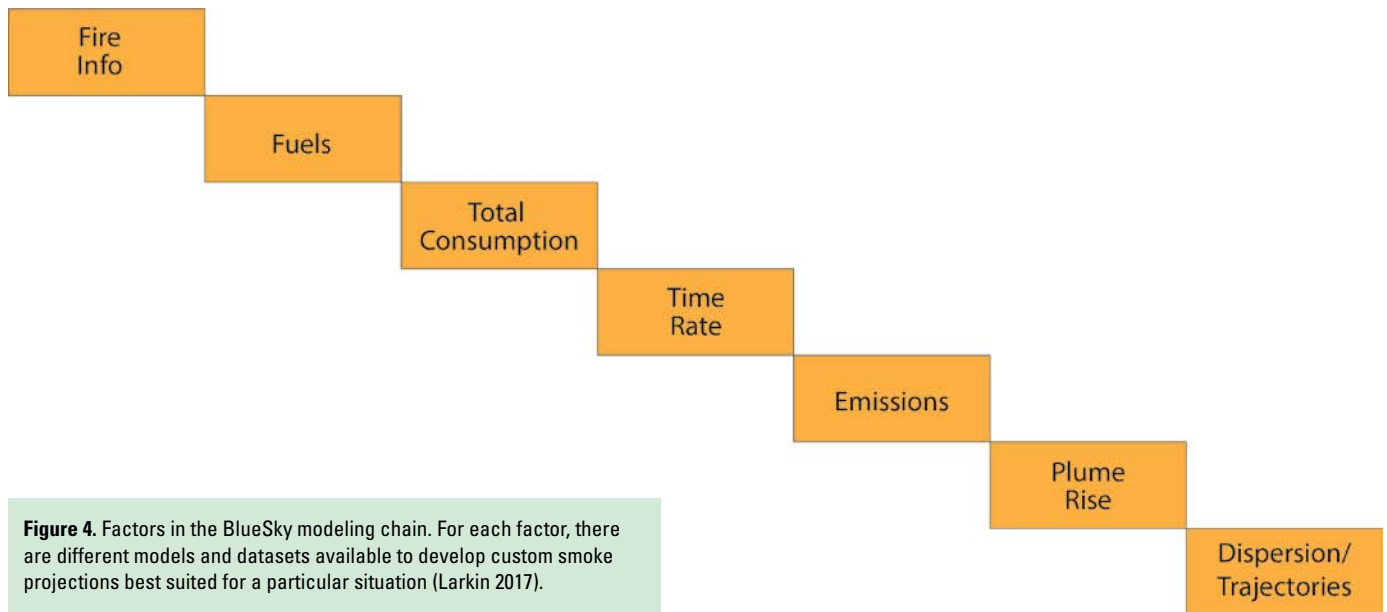 Fire
Info
Fuels
Total
Consumption
Time
Rate
Emissions
Plume
Rise
Dispersion/
Trajectories
Figure 4. Factors in the BlueSky modeling chain. For each factor, there
are different models and datasets available to develop custom smoke
projections best suited for a particular situation (Larkin 2017).